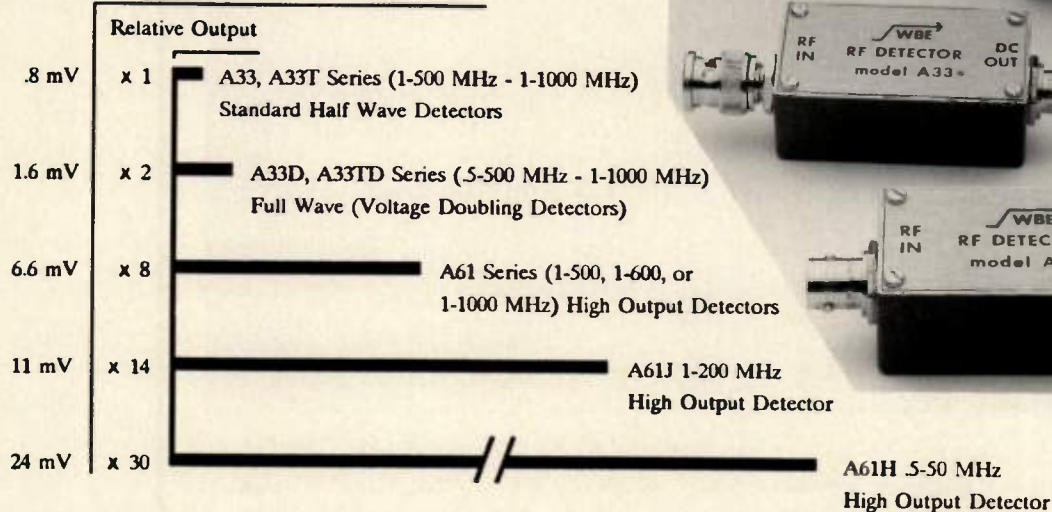 Relative Output
.8 mV x 1 A33, A33T Series (1-500 MHz - 1-1000 MHz)
Standard Half Wave Detectors
1.6 mV x 2 A33D, A33TD Series (.5-500 MHz - 1-1000 MHz)
Full Wave (Voltage Doubling Detectors)
6.6 mV x 8 A61 Series (1-500, 1-600, or
1-1000 MHz) High Output Detectors
11 mV x 14 A61J 1-200 MHz
High Output Detector
24 mV x 30 A61H .5-50 MHz
High Output Detector
WBE
RF IN
RF DETECTOR
DC OUT
model A33
WBE
RF IN
RF DETEC
model A